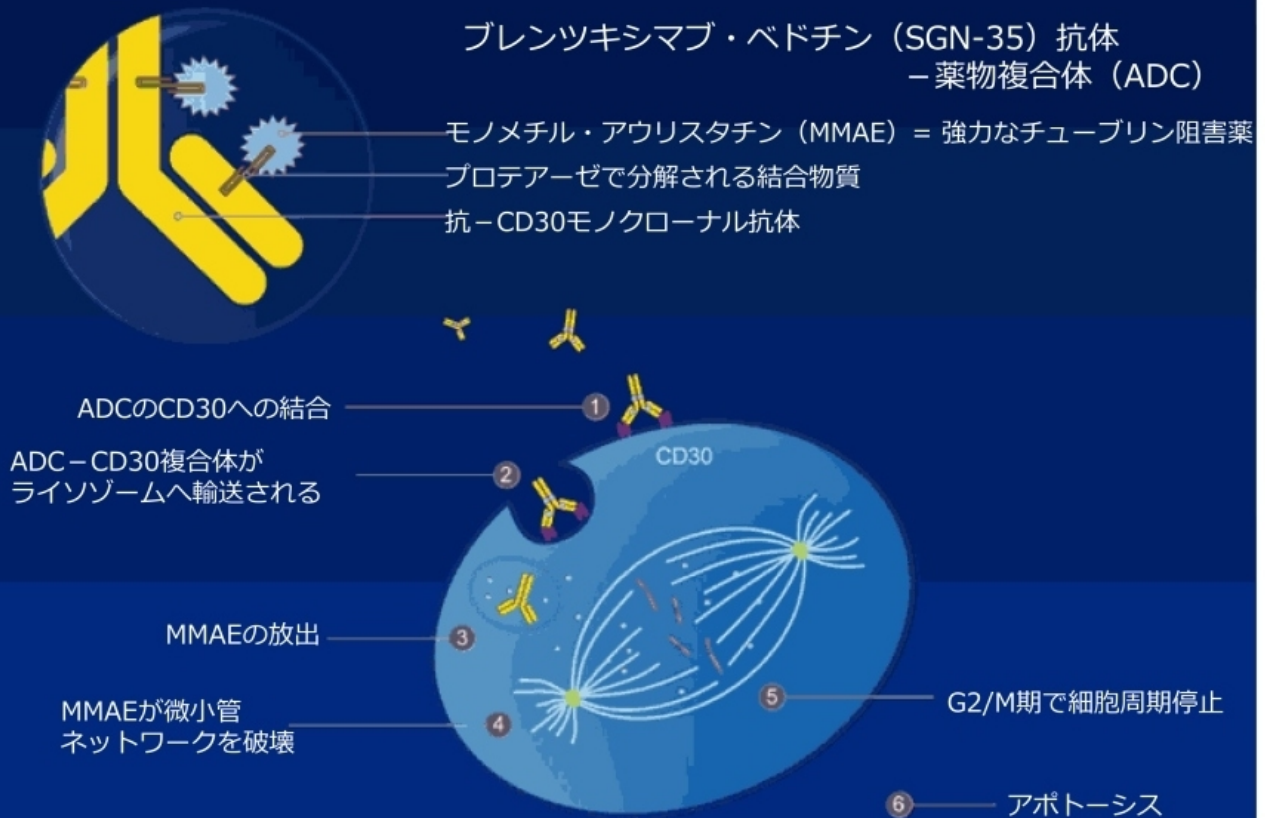 ブレンツキシマブ・ベドチン（SGN-35）抗体
－薬物複合体（ADC）
モノメチル・アウリスタチン（MMAE）= 強力なチューブリン阻害薬
プロテアーゼで分解される結合物質
抗－CD30モノクローナル抗体
ADCのCD30への結合
1
CD30
ADC－CD30複合体が
ライソゾームへ輸送される
2
MMAEの放出
3
MMAEが微小管
ネットワークを破壊
4
5
G2/M期で細胞周期停止
6
アポトーシス